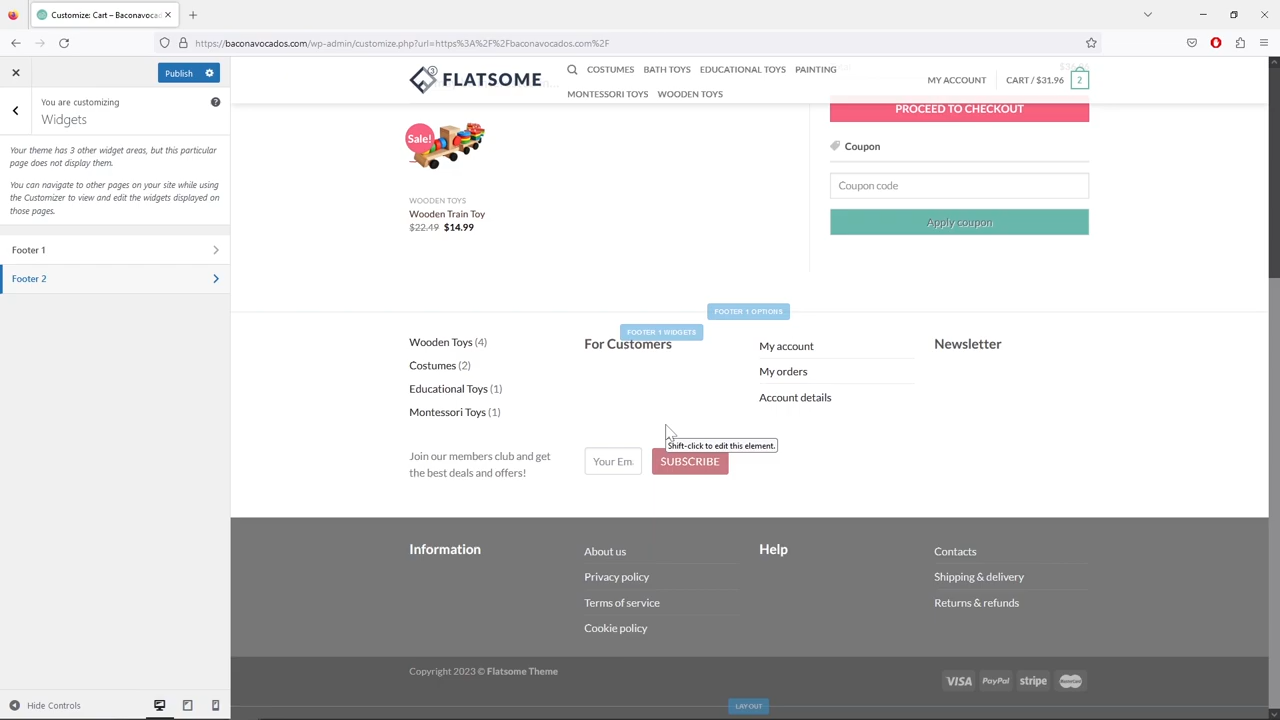 Customize: Cart – Baconavocado
https://baconavocados.com/wp-admin/customize.php?url=https%3A%2F%2Fbaconavocados.com%2F
Publish
You are customizing
Widgets
Your theme has 3 other widget areas, but this particular
page does not display them.
You can navigate to other pages on your site while using
the Customizer to view and edit the widgets displayed on
those pages.
Footer 1
Footer 2
Hide Controls
3
FLATSOME
COSTUMES
BATH TOYS
EDUCATIONAL TOYS
PAINTING
MONTESSORI TOYS
WOODEN TOYS
MY ACCOUNT
CART / $31.96
2
PROCEED TO CHECKOUT
Sale!
WOODEN TOYS
Wooden Train Toy
$22.49 $14.99
Coupon
Coupon code
Apply coupon
FOOTER 1 OPTIONS
FOOTER 1 WIDGETS
Wooden Toys (4)
Costumes (2)
Educational Toys (1)
Montessori Toys (1)
For Customers
My account
My orders
Account details
Newsletter
Shift-click to edit this element.
Join our members club and get
the best deals and offers!
Your Em
SUBSCRIBE
Information
About us
Privacy policy
Terms of service
Cookie policy
Help
Contacts
Shipping & delivery
Returns & refunds
Copyright 2023 © Flatsome Theme
VISA
PayPal
stripe
MasterCard
LAYOUT